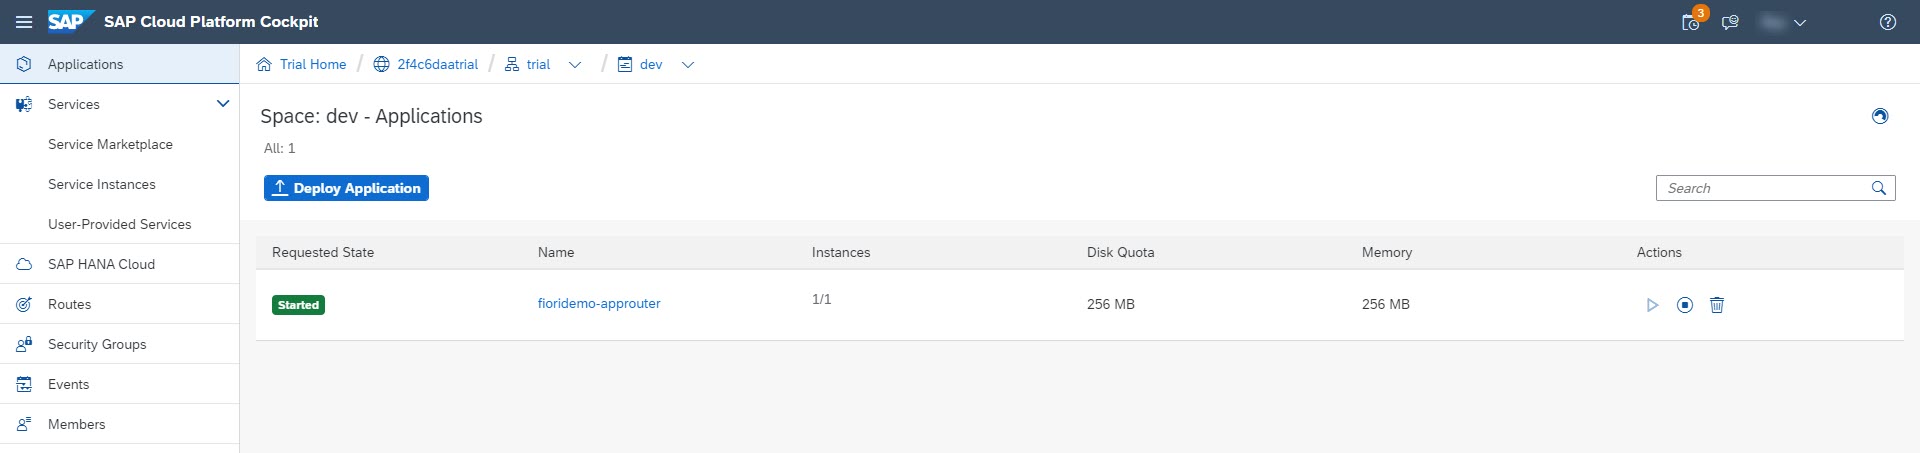 SAP SAP Cloud Platform Cockpit 3
Applications
Services
Service Marketplace
Service Instances
User-Provided Services
SAP HANA Cloud
Routes
Security Groups
Events
Members
Trial Home / 2f4c6daatrial / trial / dev
Space: dev - Applications
All: 1
Deploy Application
Search
Requested State Name Instances Disk Quota Memory Actions
Started fioridemo-approuter 1/1 256 MB 256 MB